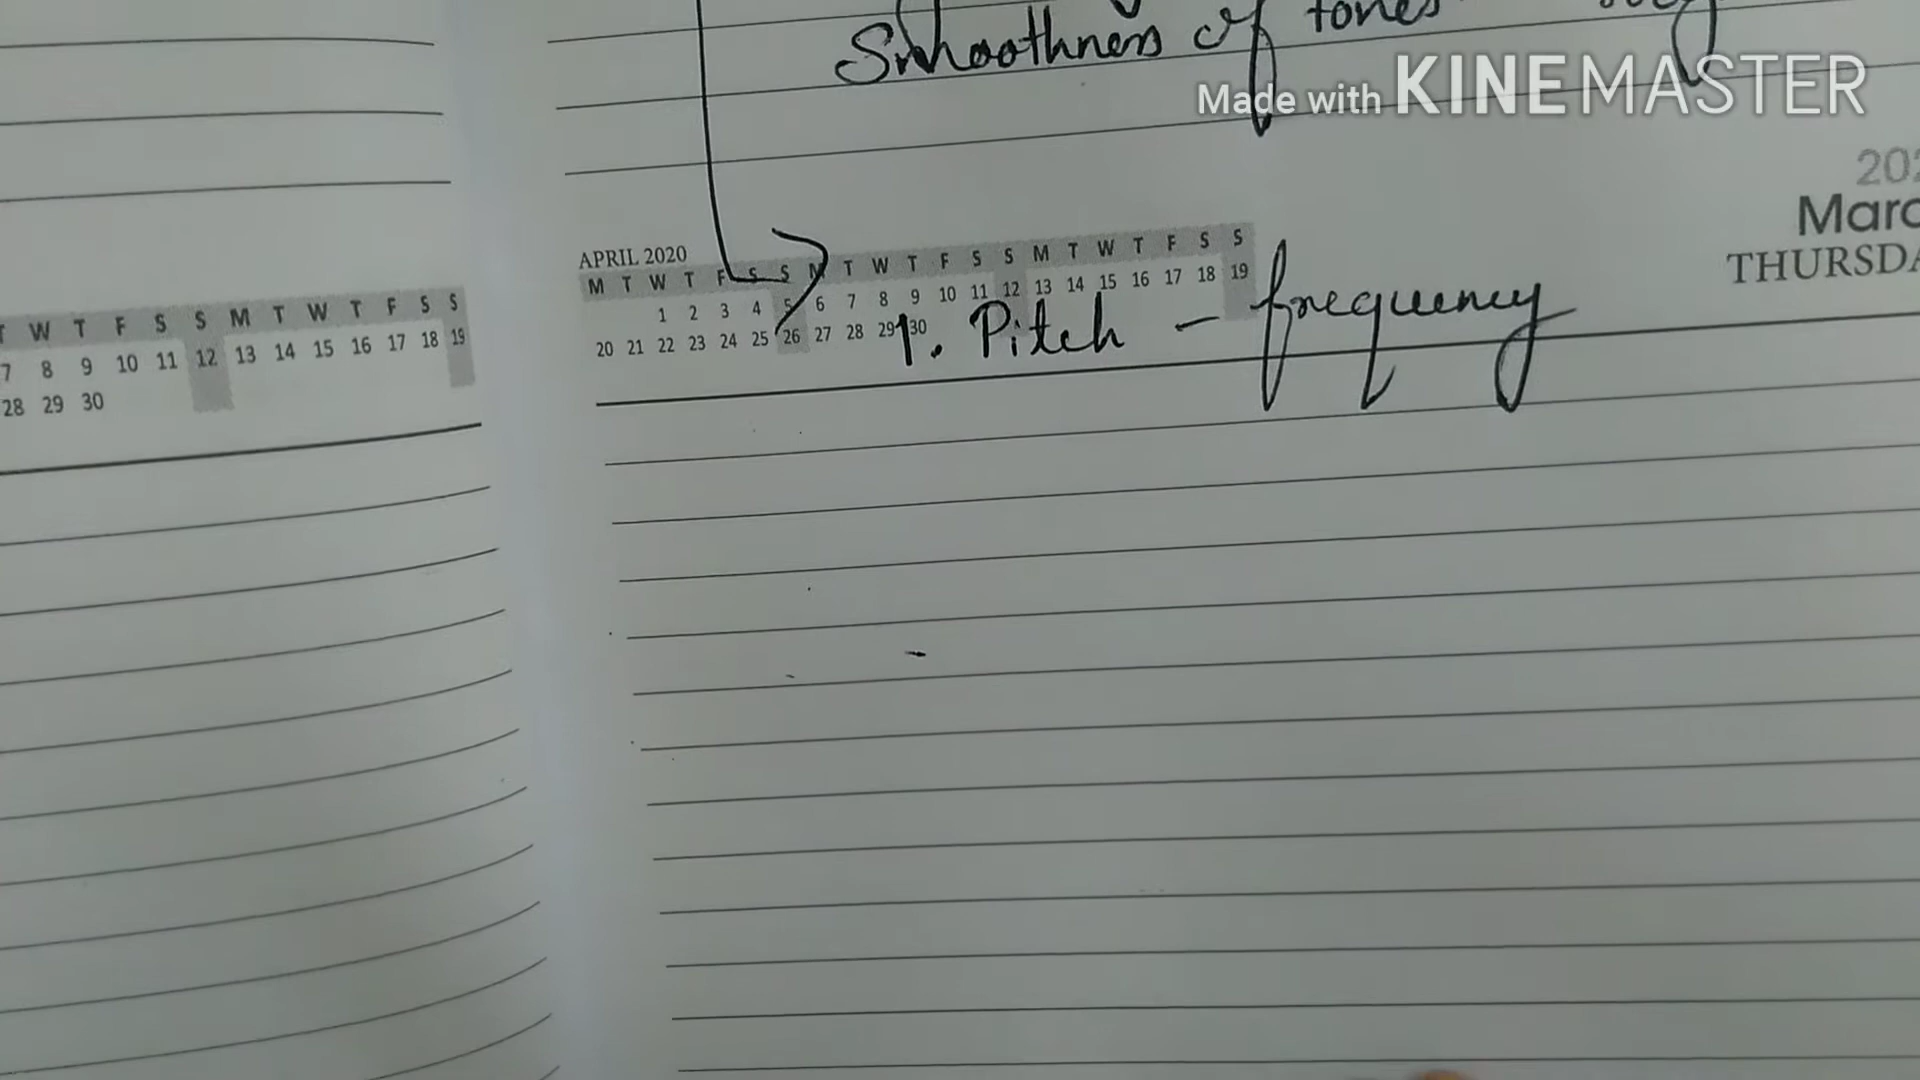 Smoothness of tones
Made with KINEMASTER
March
THURSDAY
APRIL 2020
M T W T F S S M T W T F S S M T W T F S S
1 2 3 4 5 6 7 8 9 10 11 12 13 14 15 16 17 18 19
20 21 22 23 24 25 26 27 28 29 30
1. Pitch - frequency
T W T F S S M T W T F S S
7 8 9 10 11 12 13 14 15 16 17 18 19
28 29 30